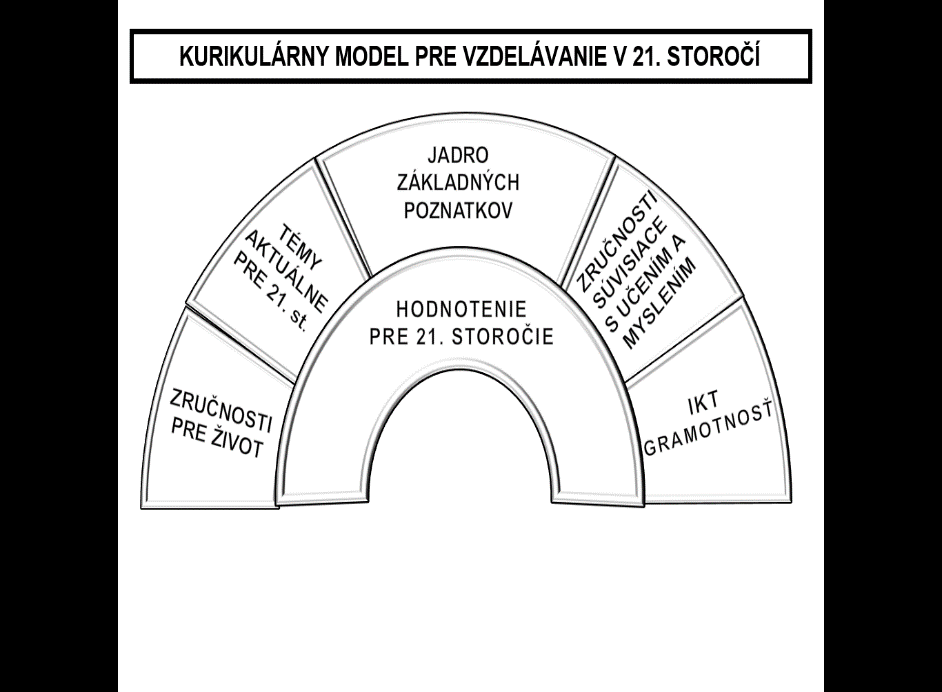 KURIKULÁRNY MODEL PRE VZDELÁVANIE V 21. STOROČÍ
JADRO
ZÁKLADNÝCH
POZNATKOV
TÉMY
AKTUÁLNE
PRE 21. st.
ZRUČNOSTI
SÚVISIACE
S UČENÍM A
MYSLENÍM
HODNOTENIE
PRE 21. STOROČIE
ZRUČNOSTI
PRE ŽIVOT
IKT
GRAMOTNOSŤ